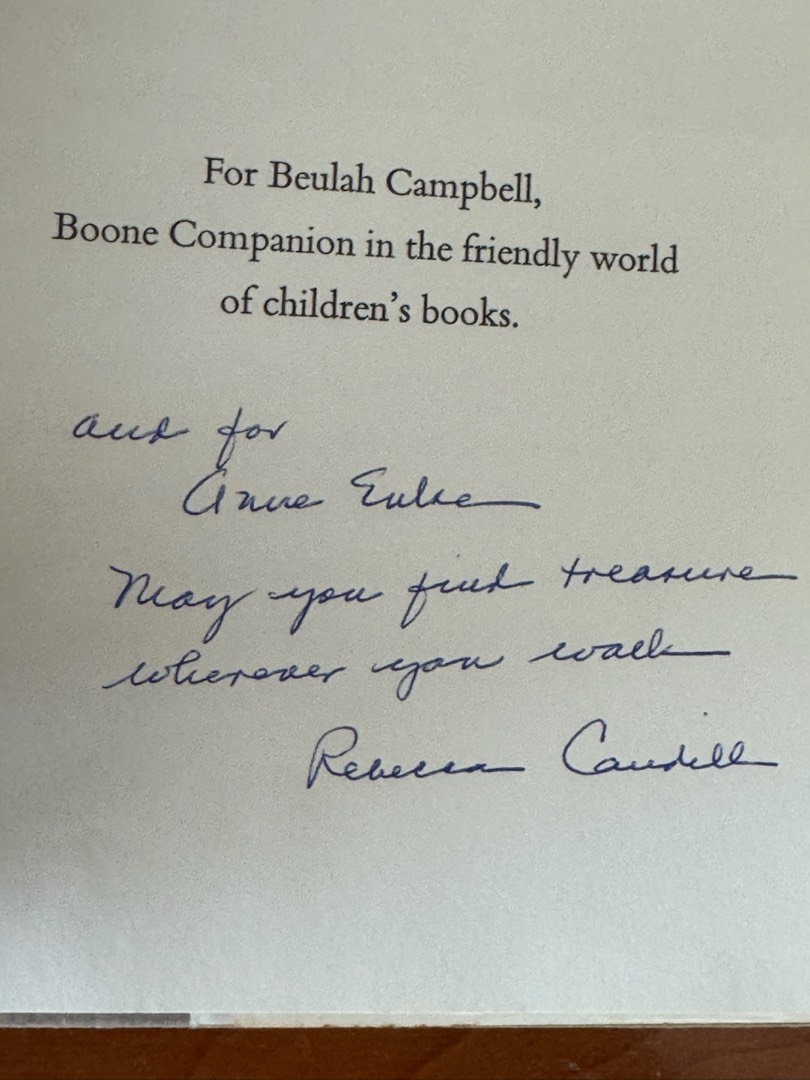 For Beulah Campbell,
Boone Companion in the friendly world
of children's books.
and for
Anne
May you find treasure
wherever you walk
Rebecca Caudill